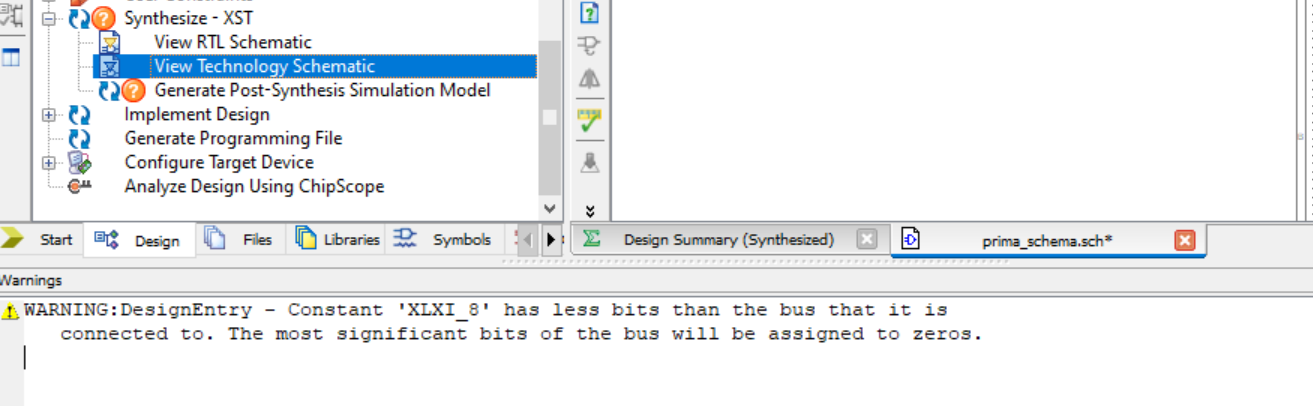 User Constraints
Synthesize - XST
View RTL Schematic
View Technology Schematic
Generate Post-Synthesis Simulation Model
Implement Design
Generate Programming File
Configure Target Device
Analyze Design Using ChipScope
Start
Design
Files
Libraries
Symbols
Design Summary (Synthesized)
prima_schema.sch*
Warnings
WARNING:DesignEntry - Constant 'XLXI_8' has less bits than the bus that it is
connected to. The most significant bits of the bus will be assigned to zeros.